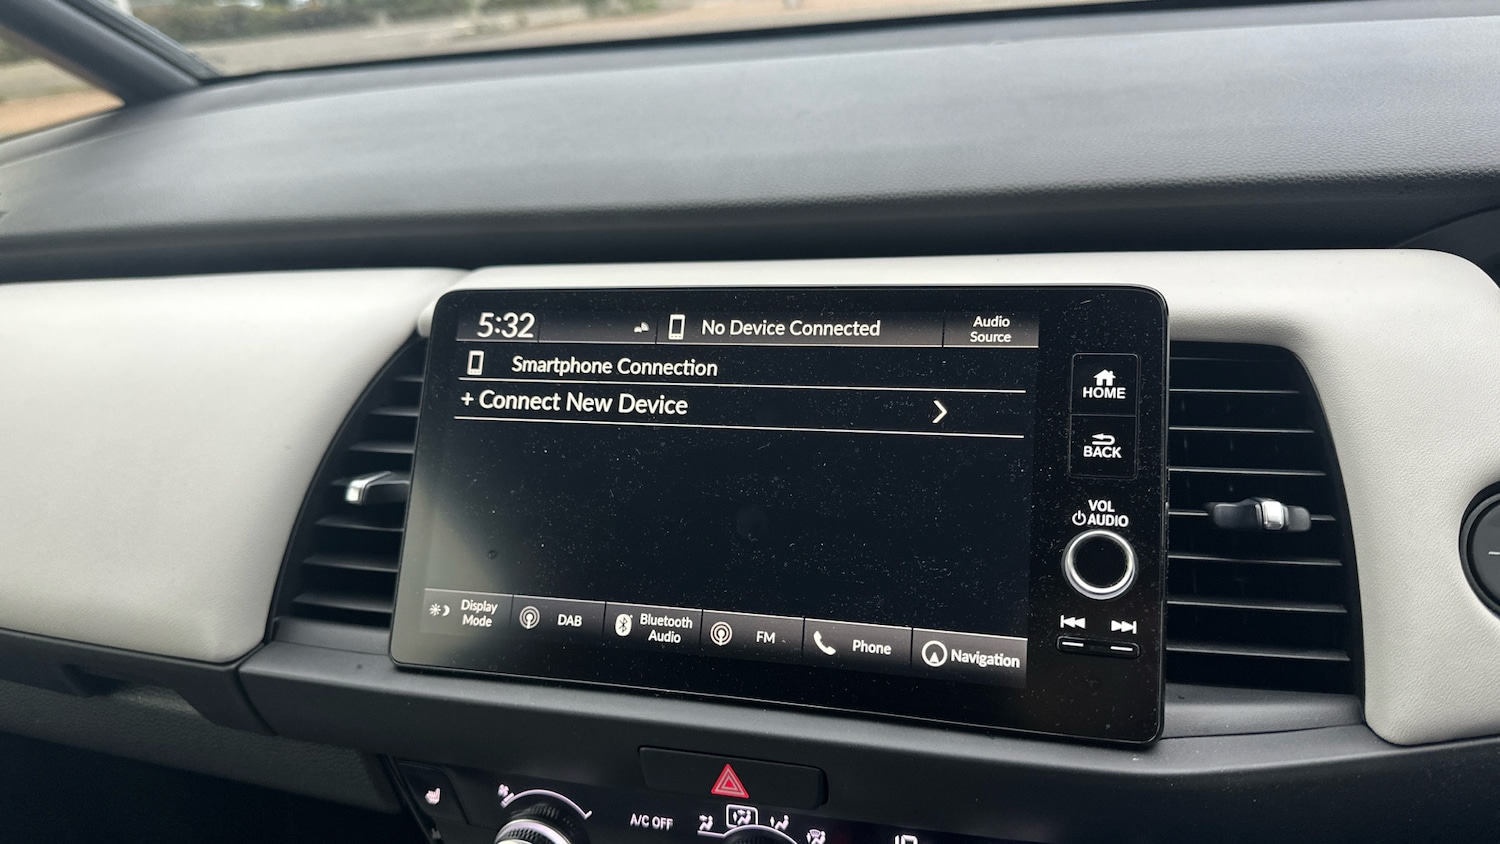 5:32
No Device Connected
Audio
Source
Smartphone Connection
+ Connect New Device
HOME
BACK
VOL
AUDIO
Display
Mode
DAB
Bluetooth
Audio
FM
Phone
Navigation
A/C OFF